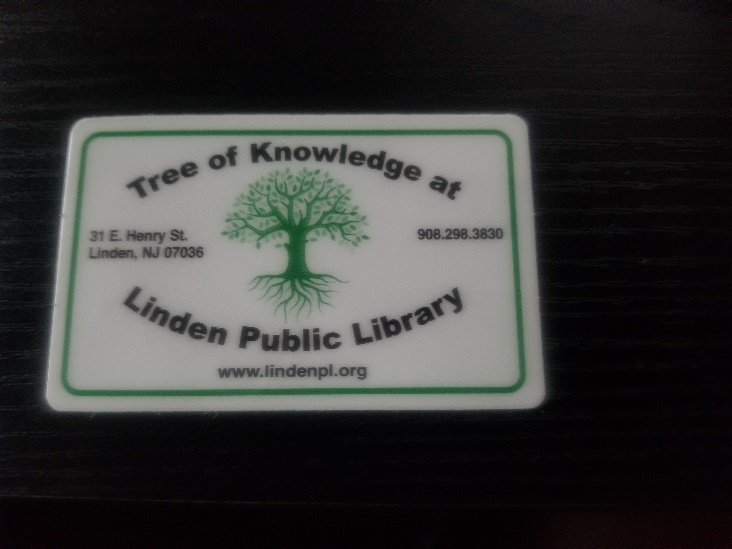 Tree of Knowledge at
31 E. Henry St.
Linden, NJ 07036
908.298.3830
Linden Public Library
www.lindenpl.org